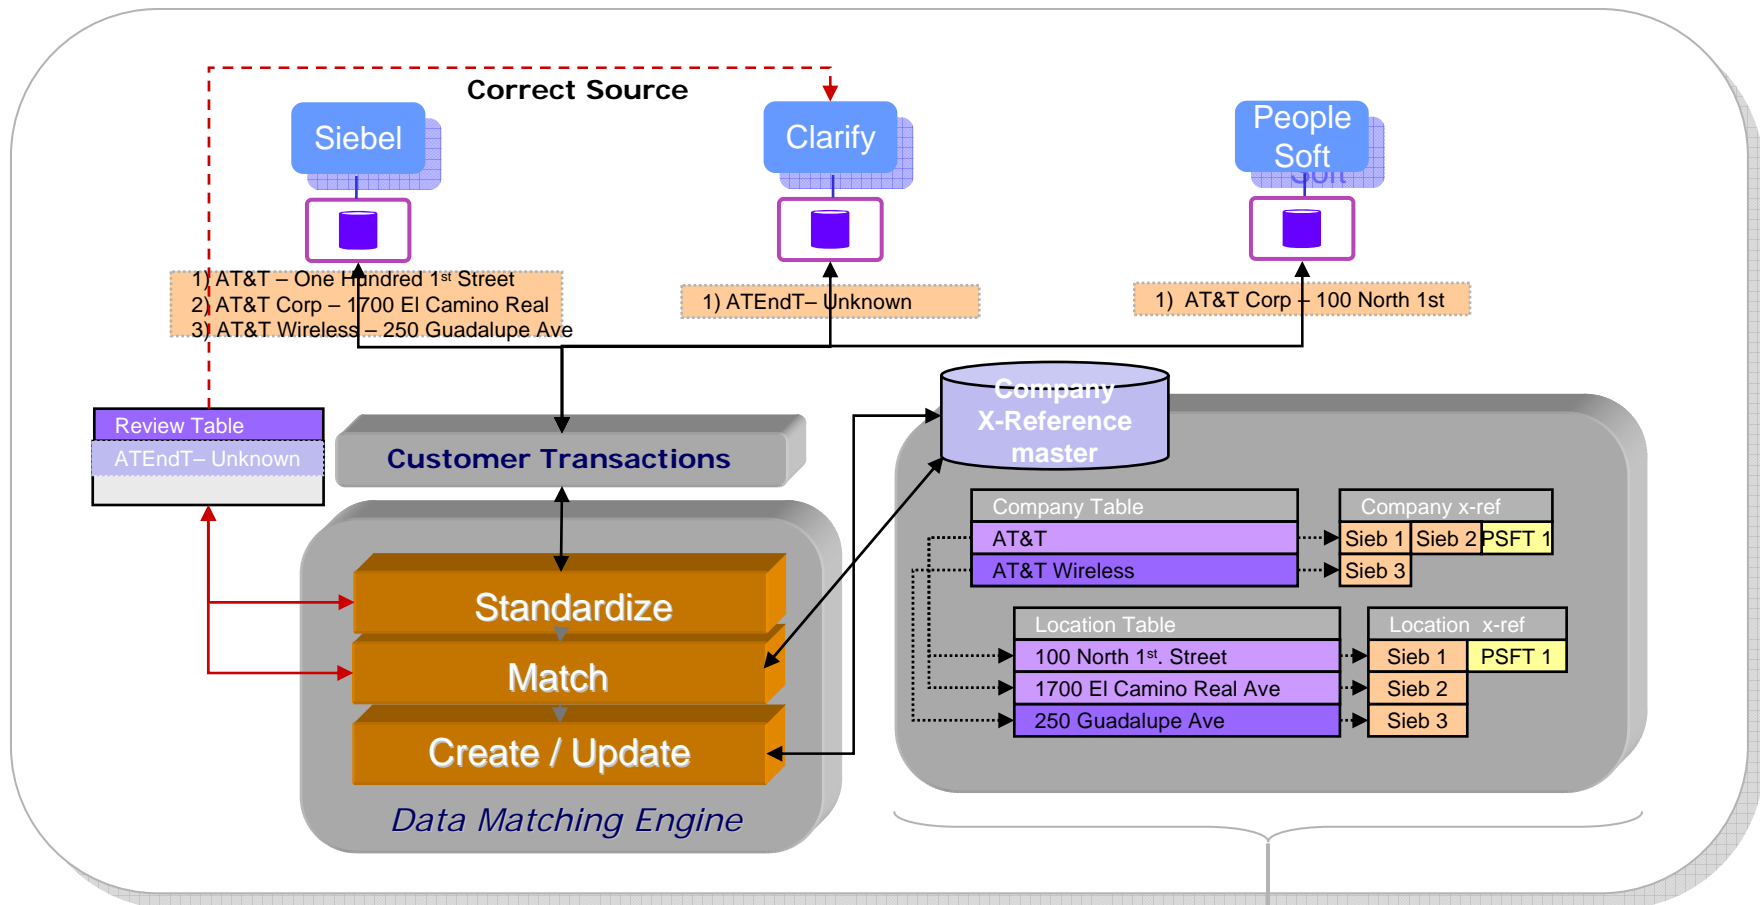 Correct Source
Siebel
Clarify
People
Soft
Soft
1) AT&T – One Hundred 1st Street
2) AT&T Corp – 1700 El Camino Real
3) AT&T Wireless – 250 Guadalupe Ave
1) ATEndT– Unknown
1) AT&T Corp – 100 North 1st
Review Table
ATEndT– Unknown
Customer Transactions
Standardize
Match
Create / Update
Data Matching Engine
Company
X-Reference
master
Company Table
AT&T
AT&T Wireless
Company x-ref
Sieb 1 Sieb 2 PSFT 1
Sieb 3
Location Table
100 North 1st. Street
1700 El Camino Real Ave
250 Guadalupe Ave
Location x-ref
Sieb 1 PSFT 1
Sieb 2
Sieb 3